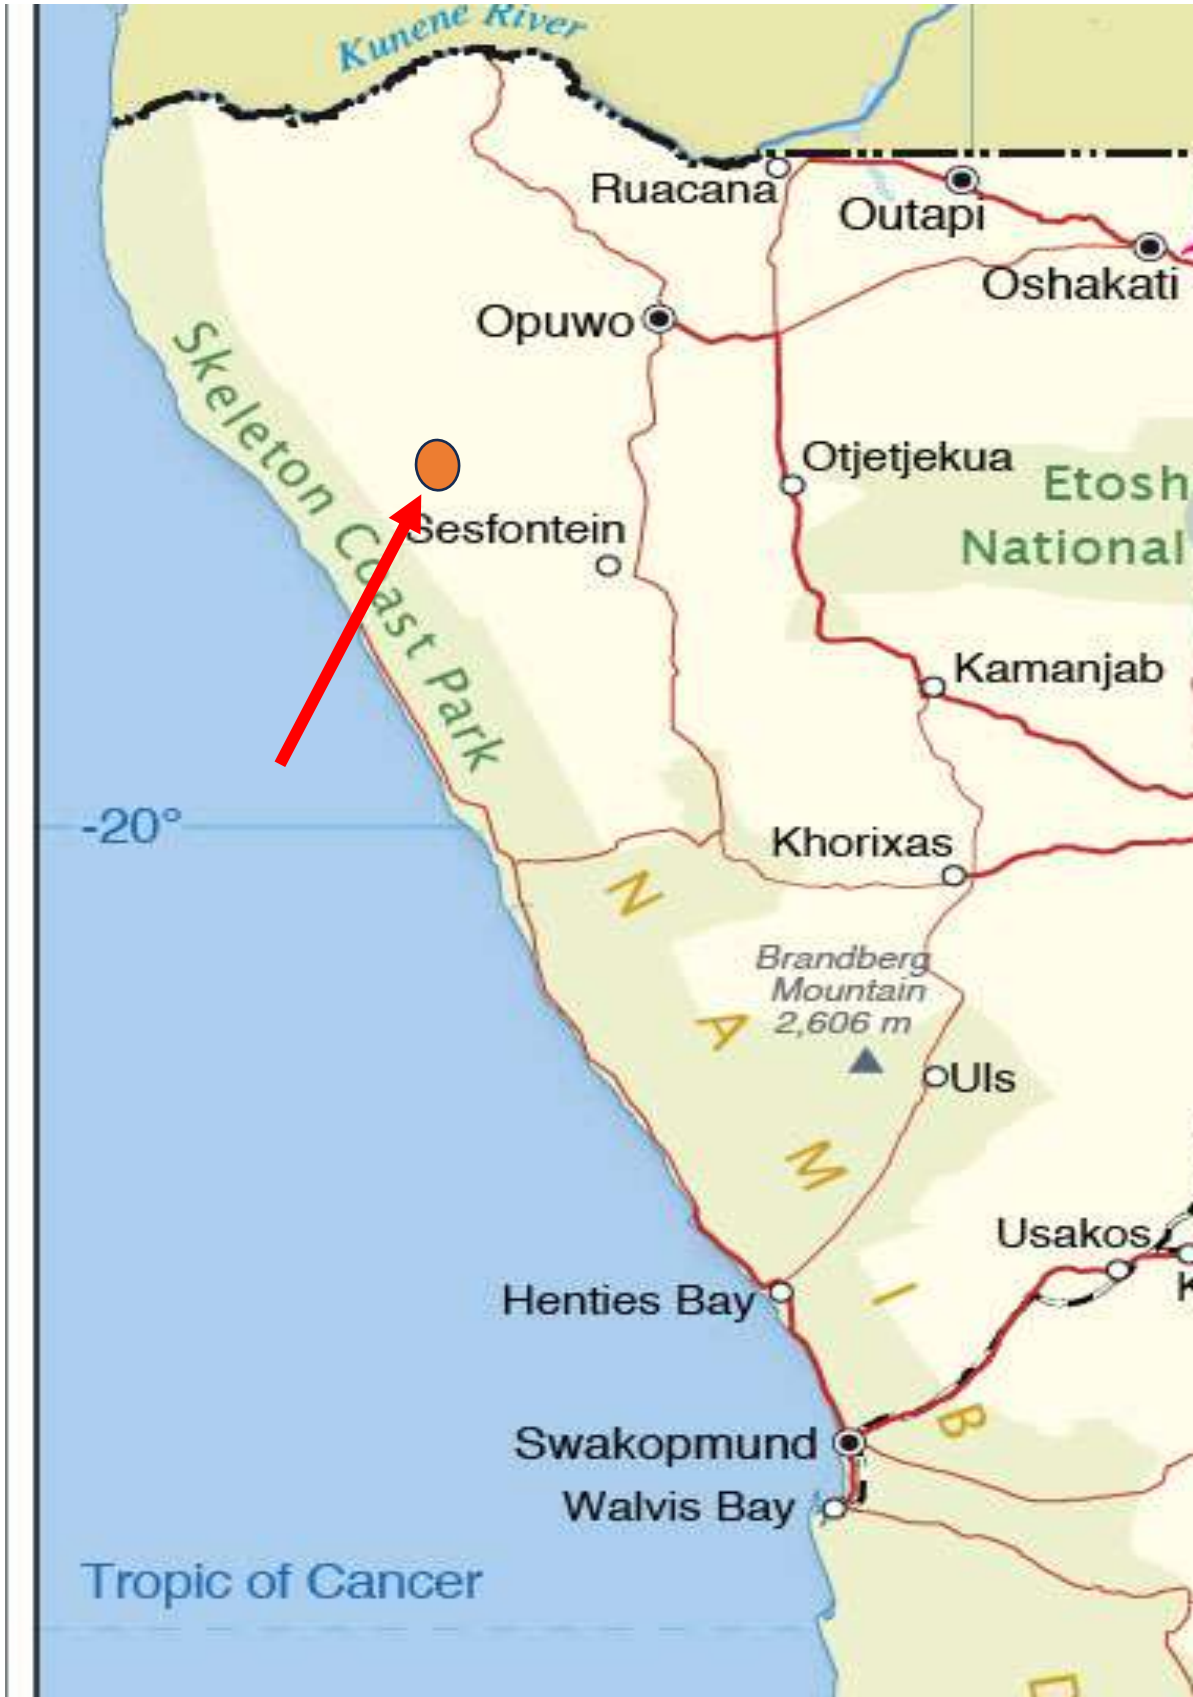 Kunene River
Ruacana
Outapi
Oshakati
Opuwo
Skeleton Coast Park
Otjetjekua
Etosh
National
Sesfontein
Kamanjab
-20°
Khorixas
N
A
M
I
B
D
Brandberg
Mountain
2,606 m
Uls
Usakos
K
Henties Bay
Swakopmund
Walvis Bay
Tropic of Cancer